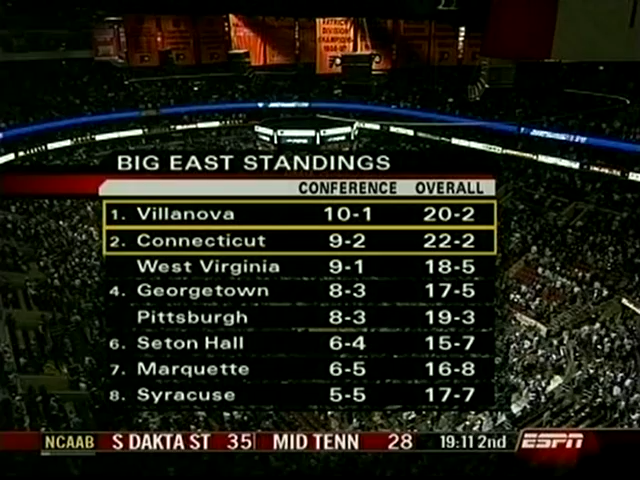 BIG EAST STANDINGS
CONFERENCE OVERALL
1. Villanova 10-1 20-2
2. Connecticut 9-2 22-2
West Virginia 9-1 18-5
4. Georgetown 8-3 17-5
Pittsburgh 8-3 19-3
6. Seton Hall 6-4 15-7
7. Marquette 6-5 16-8
8. Syracuse 5-5 17-7
NCAAB S DAKTA ST 35 MID TENN 28 19:11 2nd ESPN